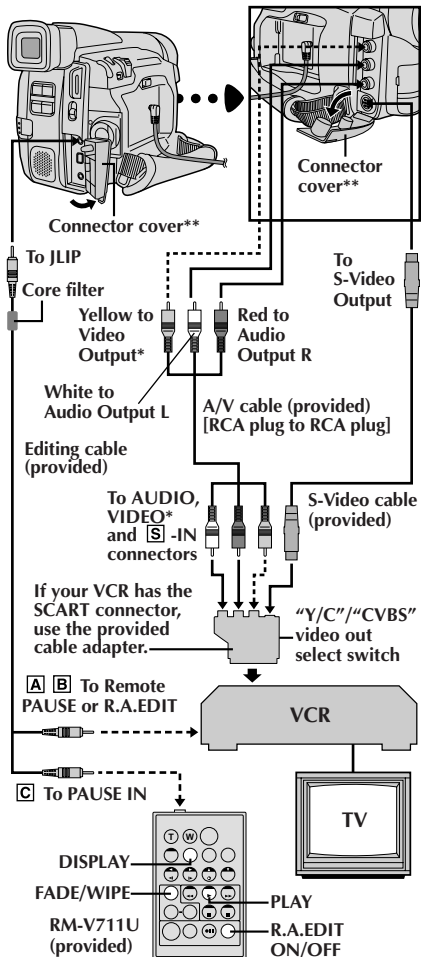 Connector cover**
Connector cover**
To JLIP
Core filter
Yellow to Video Output*
Red to Audio Output R
To S-Video Output
White to Audio Output L
A/V cable (provided)
[RCA plug to RCA plug]
Editing cable (provided)
To AUDIO, VIDEO* and S -IN connectors
S-Video cable (provided)
If your VCR has the SCART connector, use the provided cable adapter.
“Y/C”/“CVBS” video out select switch
A B To Remote PAUSE or R.A.EDIT
VCR
C To PAUSE IN
TV
T W
DISPLAY
FADE/WIPE
PLAY
RM-V711U (provided)
R.A.EDIT ON/OFF